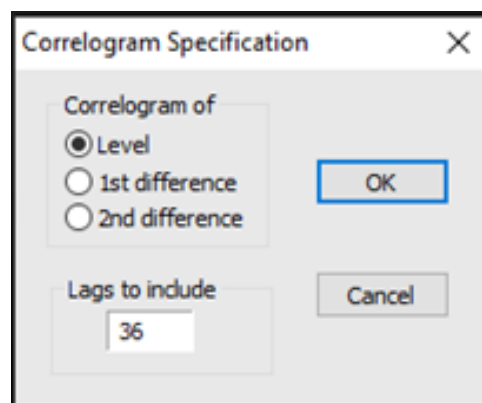 Correlogram Specification
Correlogram of
Level
1st difference
2nd difference
OK
Lags to include
36
Cancel